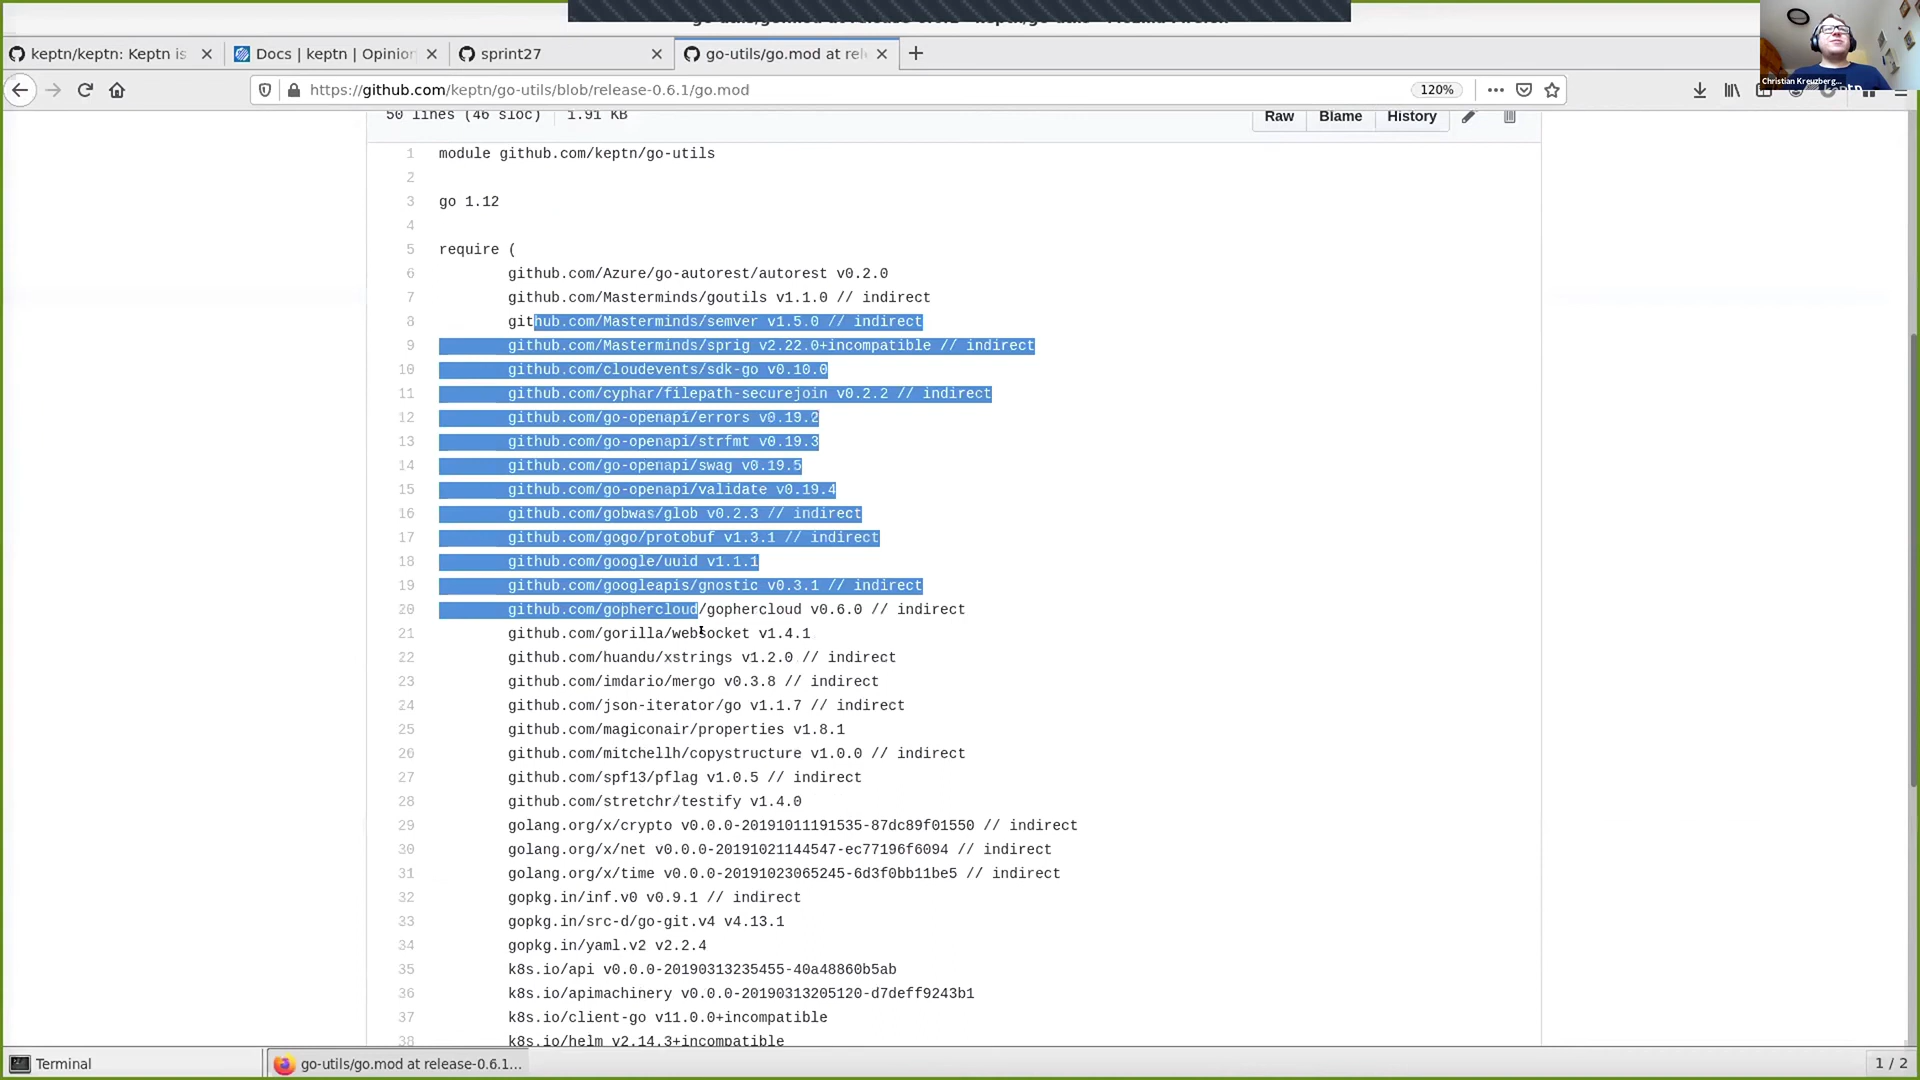 keptn/keptn: Keptn is
Docs | keptn | Opinion
sprint27
go-utils/go.mod at rel
https://github.com/keptn/go-utils/blob/release-0.6.1/go.mod
120%
Christian Kreuzberg...
50 lines (46 sloc) 1.91 KB
Raw
Blame
History
1 module github.com/keptn/go-utils
2
3 go 1.12
4
5 require (
6 github.com/Azure/go-autorest/autorest v0.2.0
7 github.com/Masterminds/goutils v1.1.0 // indirect
8 github.com/Masterminds/semver v1.5.0 // indirect
9 github.com/Masterminds/sprig v2.22.0+incompatible // indirect
10 github.com/cloudevents/sdk-go v0.10.0
11 github.com/cyphar/filepath-securejoin v0.2.2 // indirect
12 github.com/go-openapi/errors v0.19.2
13 github.com/go-openapi/strfmt v0.19.3
14 github.com/go-openapi/swag v0.19.5
15 github.com/go-openapi/validate v0.19.4
16 github.com/gobwas/glob v0.2.3 // indirect
17 github.com/gogo/protobuf v1.3.1 // indirect
18 github.com/google/uuid v1.1.1
19 github.com/googleapis/gnostic v0.3.1 // indirect
20 github.com/gophercloud/gophercloud v0.6.0 // indirect
21 github.com/gorilla/websocket v1.4.1
22 github.com/huandu/xstrings v1.2.0 // indirect
23 github.com/imdario/mergo v0.3.8 // indirect
24 github.com/json-iterator/go v1.1.7 // indirect
25 github.com/magiconair/properties v1.8.1
26 github.com/mitchellh/copystructure v1.0.0 // indirect
27 github.com/spf13/pflag v1.0.5 // indirect
28 github.com/stretchr/testify v1.4.0
29 golang.org/x/crypto v0.0.0-20191011191535-87dc89f01550 // indirect
30 golang.org/x/net v0.0.0-20191021144547-ec77196f6094 // indirect
31 golang.org/x/time v0.0.0-20191023065245-6d3f0bb11be5 // indirect
32 gopkg.in/inf.v0 v0.9.1 // indirect
33 gopkg.in/src-d/go-git.v4 v4.13.1
34 gopkg.in/yaml.v2 v2.2.4
35 k8s.io/api v0.0.0-20190313235455-40a48860b5ab
36 k8s.io/apimachinery v0.0.0-20190313205120-d7deff9243b1
37 k8s.io/client-go v11.0.0+incompatible
38 k8s.io/helm v2.14.3+incompatible
Terminal
go-utils/go.mod at release-0.6.1...
1 / 2